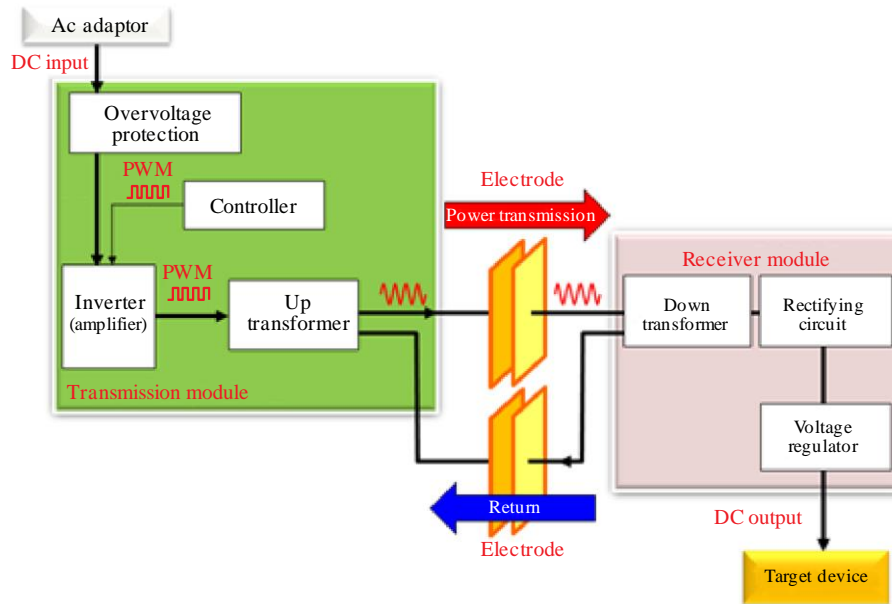 Ac adaptor
DC input
Overvoltage
protection
PWM
Controller
PWM
Inverter
(amplifier)
Up
transformer
Transmission module
Electrode
Power transmission
Receiver module
Down
transformer
Rectifying
circuit
Voltage
regulator
Return
Electrode
DC output
Target device